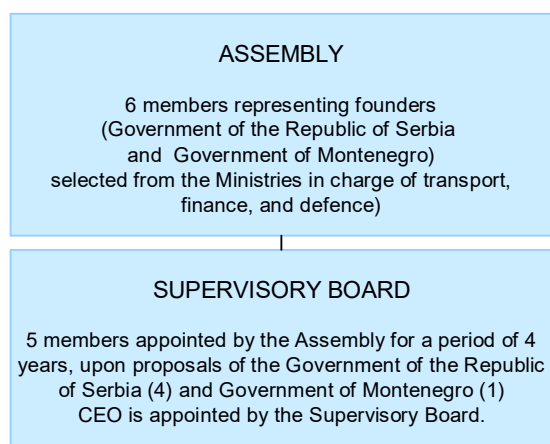 ASSEMBLY
6 members representing founders
(Government of the Republic of Serbia
and Government of Montenegro)
selected from the Ministries in charge of transport,
finance, and defence)
SUPERVISORY BOARD
5 members appointed by the Assembly for a period of 4
years, upon proposals of the Government of the Republic
of Serbia (4) and Government of Montenegro (1)
CEO is appointed by the Supervisory Board.